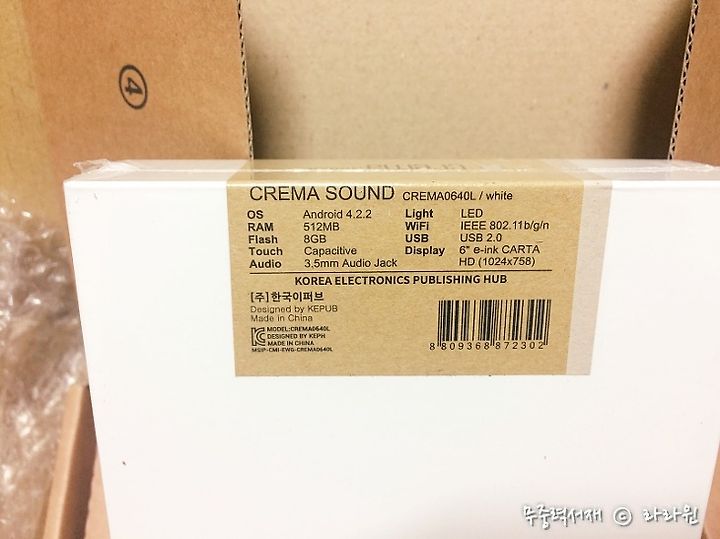 ④
CREMA SOUND CREMA0640L / white
OS Android 4.2.2 Light LED
RAM 512MB WiFi IEEE 802.11b/g/n
Flash 8GB USB USB 2.0
Touch Capacitive Display 6" e-ink CARTA
Audio 3.5mm Audio Jack HD (1024x758)
KOREA ELECTRONICS PUBLISHING HUB
[주]한국이퍼브
Designed by KEPUB
Made in China
MODEL:CREMA0640L
DESIGNED BY KEPH
MADE IN CHINA
MSIP-CMI-EWG-CREMA0640L
8 809368 872302
무중력서재 © 라라윈